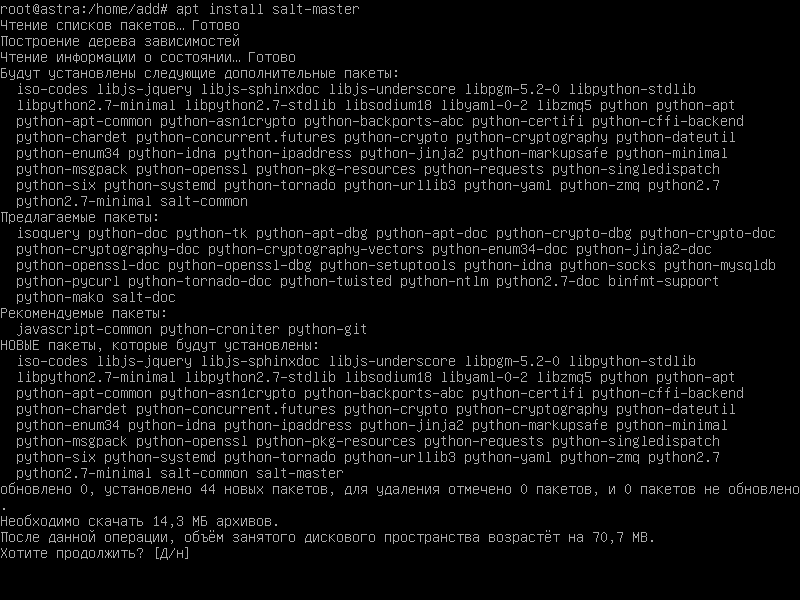 root@astra:/home/add# apt install salt-master
Чтение списков пакетов… Готово
Построение дерева зависимостей
Чтение информации о состоянии… Готово
Будут установлены следующие дополнительные пакеты:
  iso-codes libjs-jquery libjs-sphinxdoc libjs-underscore libpgm-5.2-0 libpython-stdlib
  libpython2.7-minimal libpython2.7-stdlib libsodium18 libyaml-0-2 libzmq5 python python-apt
  python-apt-common python-asn1crypto python-backports-abc python-certifi python-cffi-backend
  python-chardet python-concurrent.futures python-crypto python-cryptography python-dateutil
  python-enum34 python-idna python-ipaddress python-jinja2 python-markupsafe python-minimal
  python-msgpack python-openssl python-pkg-resources python-requests python-singledispatch
  python-six python-systemd python-tornado python-urllib3 python-yaml python-zmq python2.7
  python2.7-minimal salt-common
Предлагаемые пакеты:
  isoquery python-doc python-tk python-apt-dbg python-apt-doc python-crypto-dbg python-crypto-doc
  python-cryptography-doc python-cryptography-vectors python-enum34-doc python-jinja2-doc
  python-openssl-doc python-openssl-dbg python-setuptools python-idna python-socks python-mysqldb
  python-pycurl python-tornado-doc python-twisted python-ntlm python2.7-doc binfmt-support
  python-mako salt-doc
Рекомендуемые пакеты:
  javascript-common python-croniter python-git
НОВЫЕ пакеты, которые будут установлены:
  iso-codes libjs-jquery libjs-sphinxdoc libjs-underscore libpgm-5.2-0 libpython-stdlib
  libpython2.7-minimal libpython2.7-stdlib libsodium18 libyaml-0-2 libzmq5 python python-apt
  python-apt-common python-asn1crypto python-backports-abc python-certifi python-cffi-backend
  python-chardet python-concurrent.futures python-crypto python-cryptography python-dateutil
  python-enum34 python-idna python-ipaddress python-jinja2 python-markupsafe python-minimal
  python-msgpack python-openssl python-pkg-resources python-requests python-singledispatch
  python-six python-systemd python-tornado python-urllib3 python-yaml python-zmq python2.7
  python2.7-minimal salt-common salt-master
обновлено 0, установлено 44 новых пакетов, для удаления отмечено 0 пакетов, и 0 пакетов не обновлено
.
Необходимо скачать 14,3 МБ архивов.
После данной операции, объём занятого дискового пространства возрастёт на 70,7 MB.
Хотите продолжить? [Д/н]